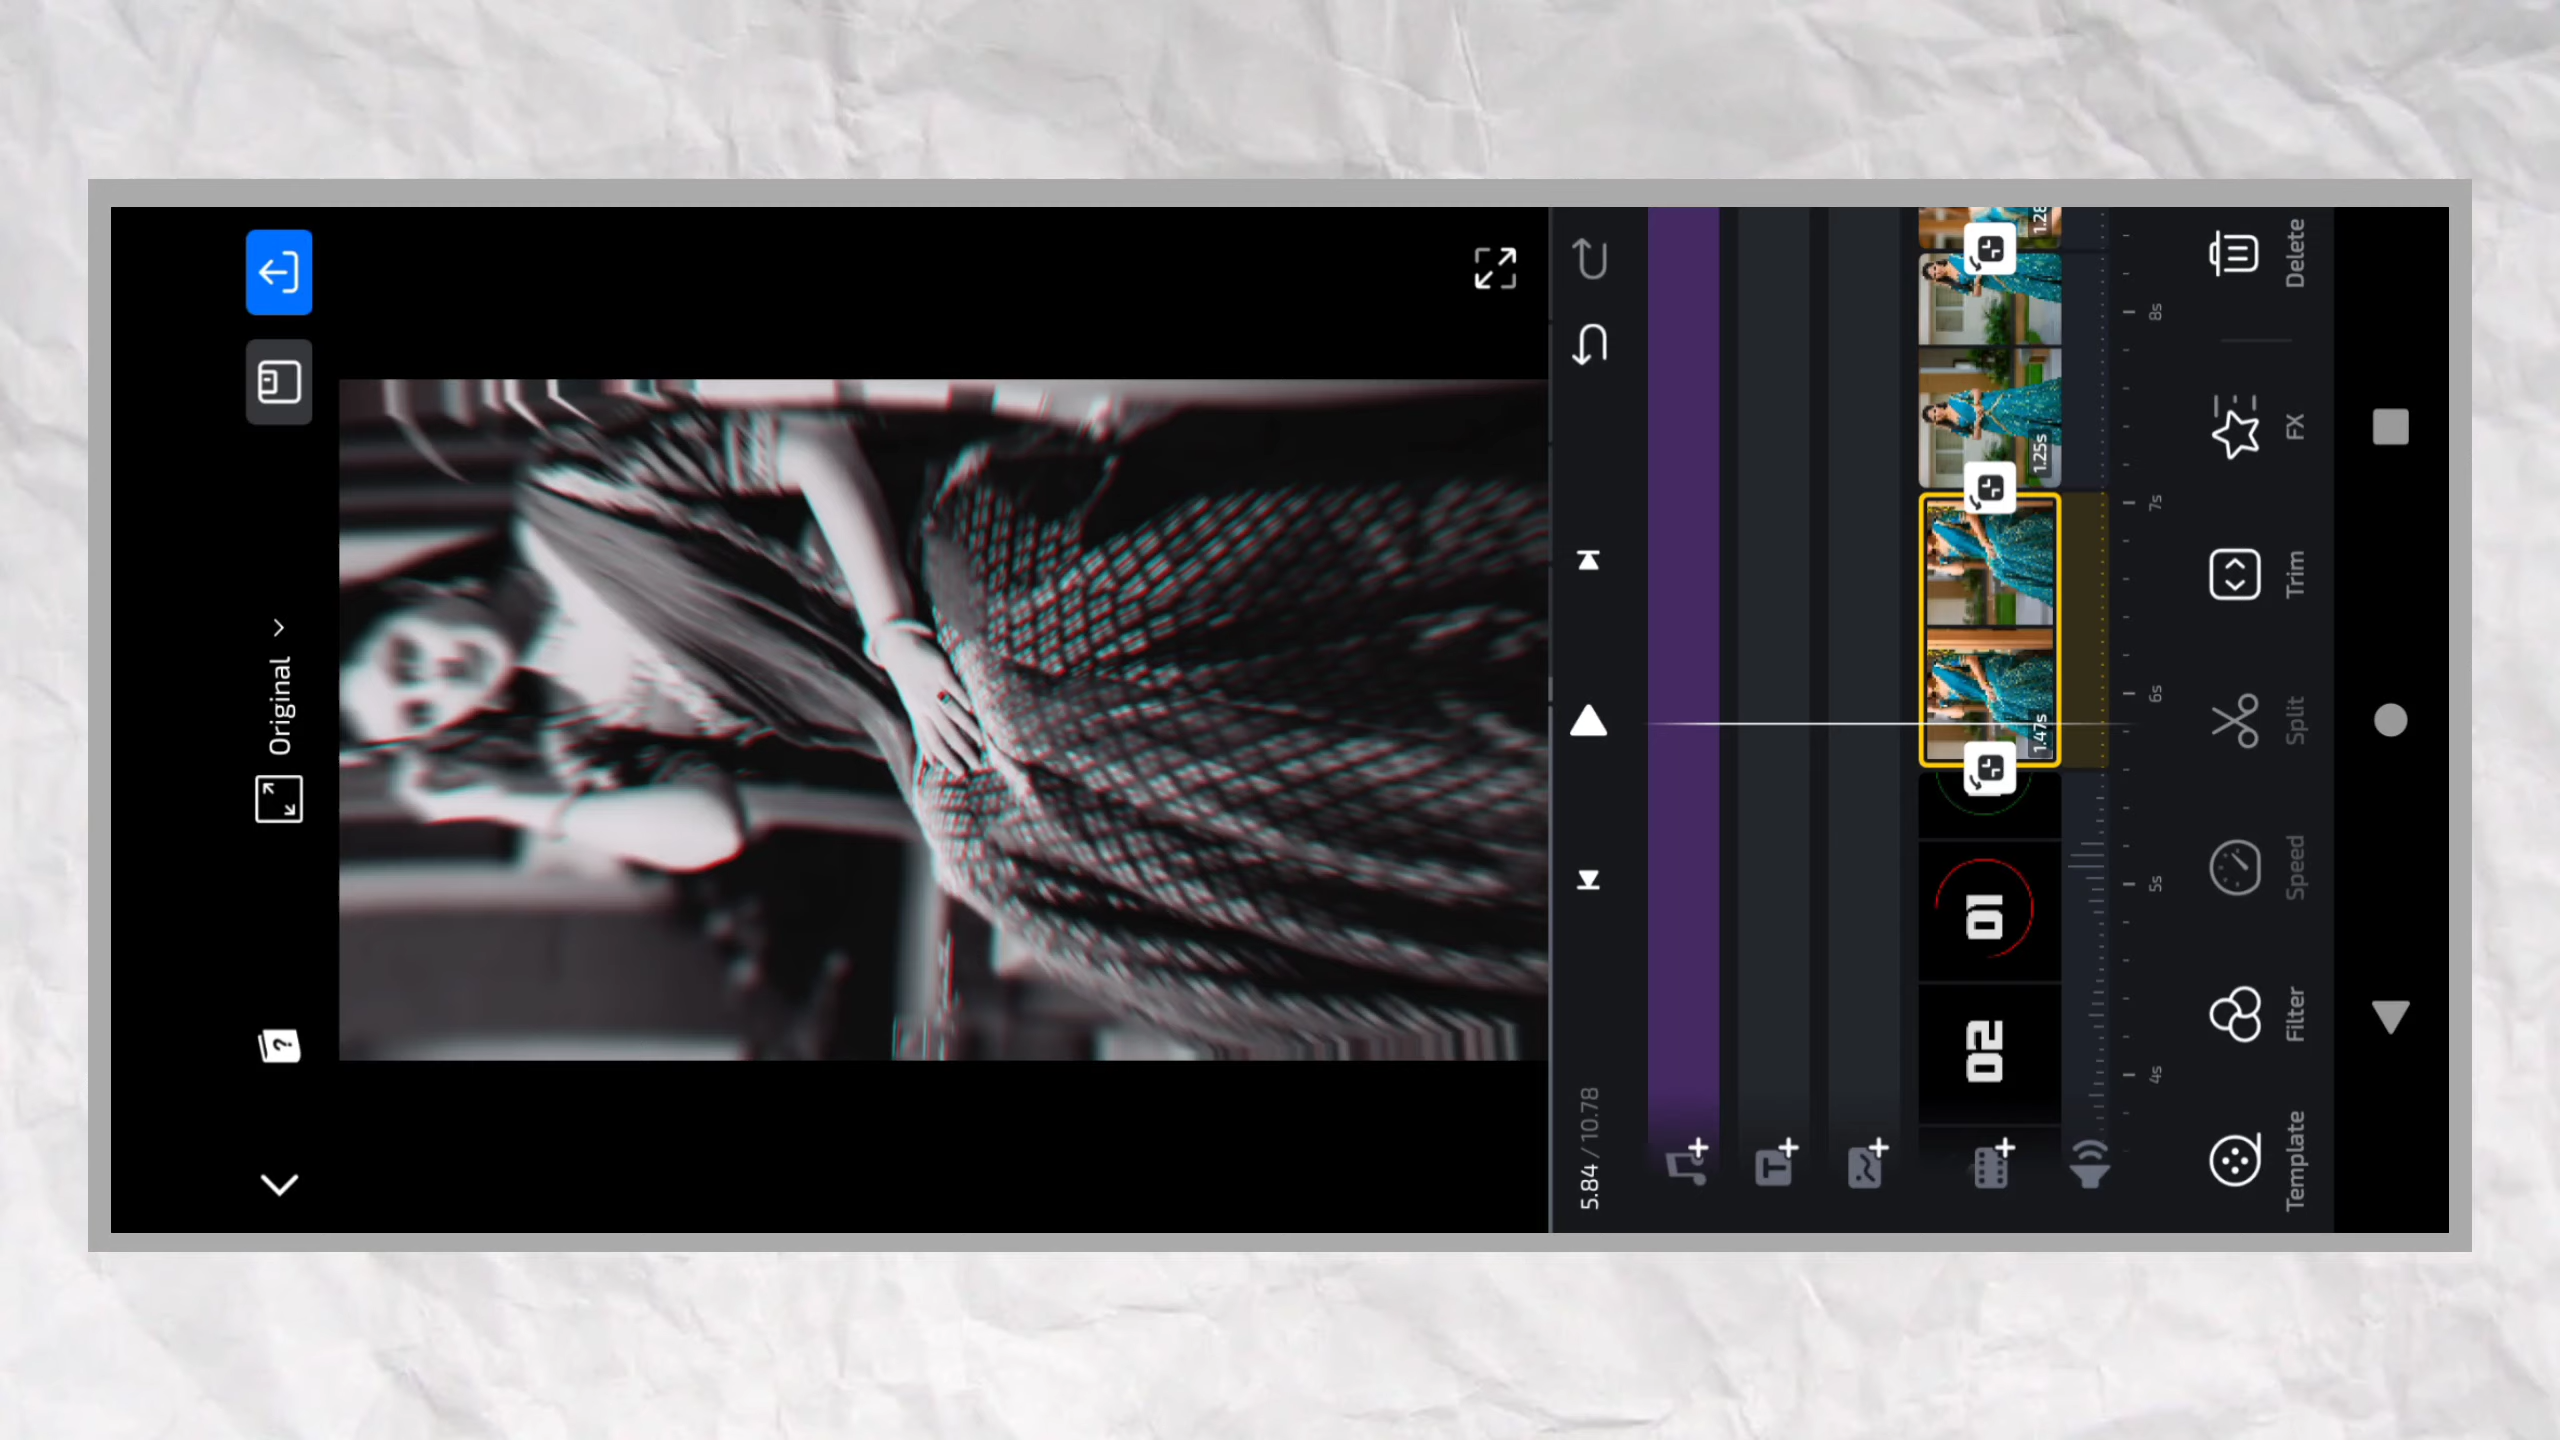 Original
5.84 / 10.78
02
01
1.47s
1.25s
1.28
4s
5s
6s
7s
8s
Template
Filter
Speed
Split
Trim
FX
Delete